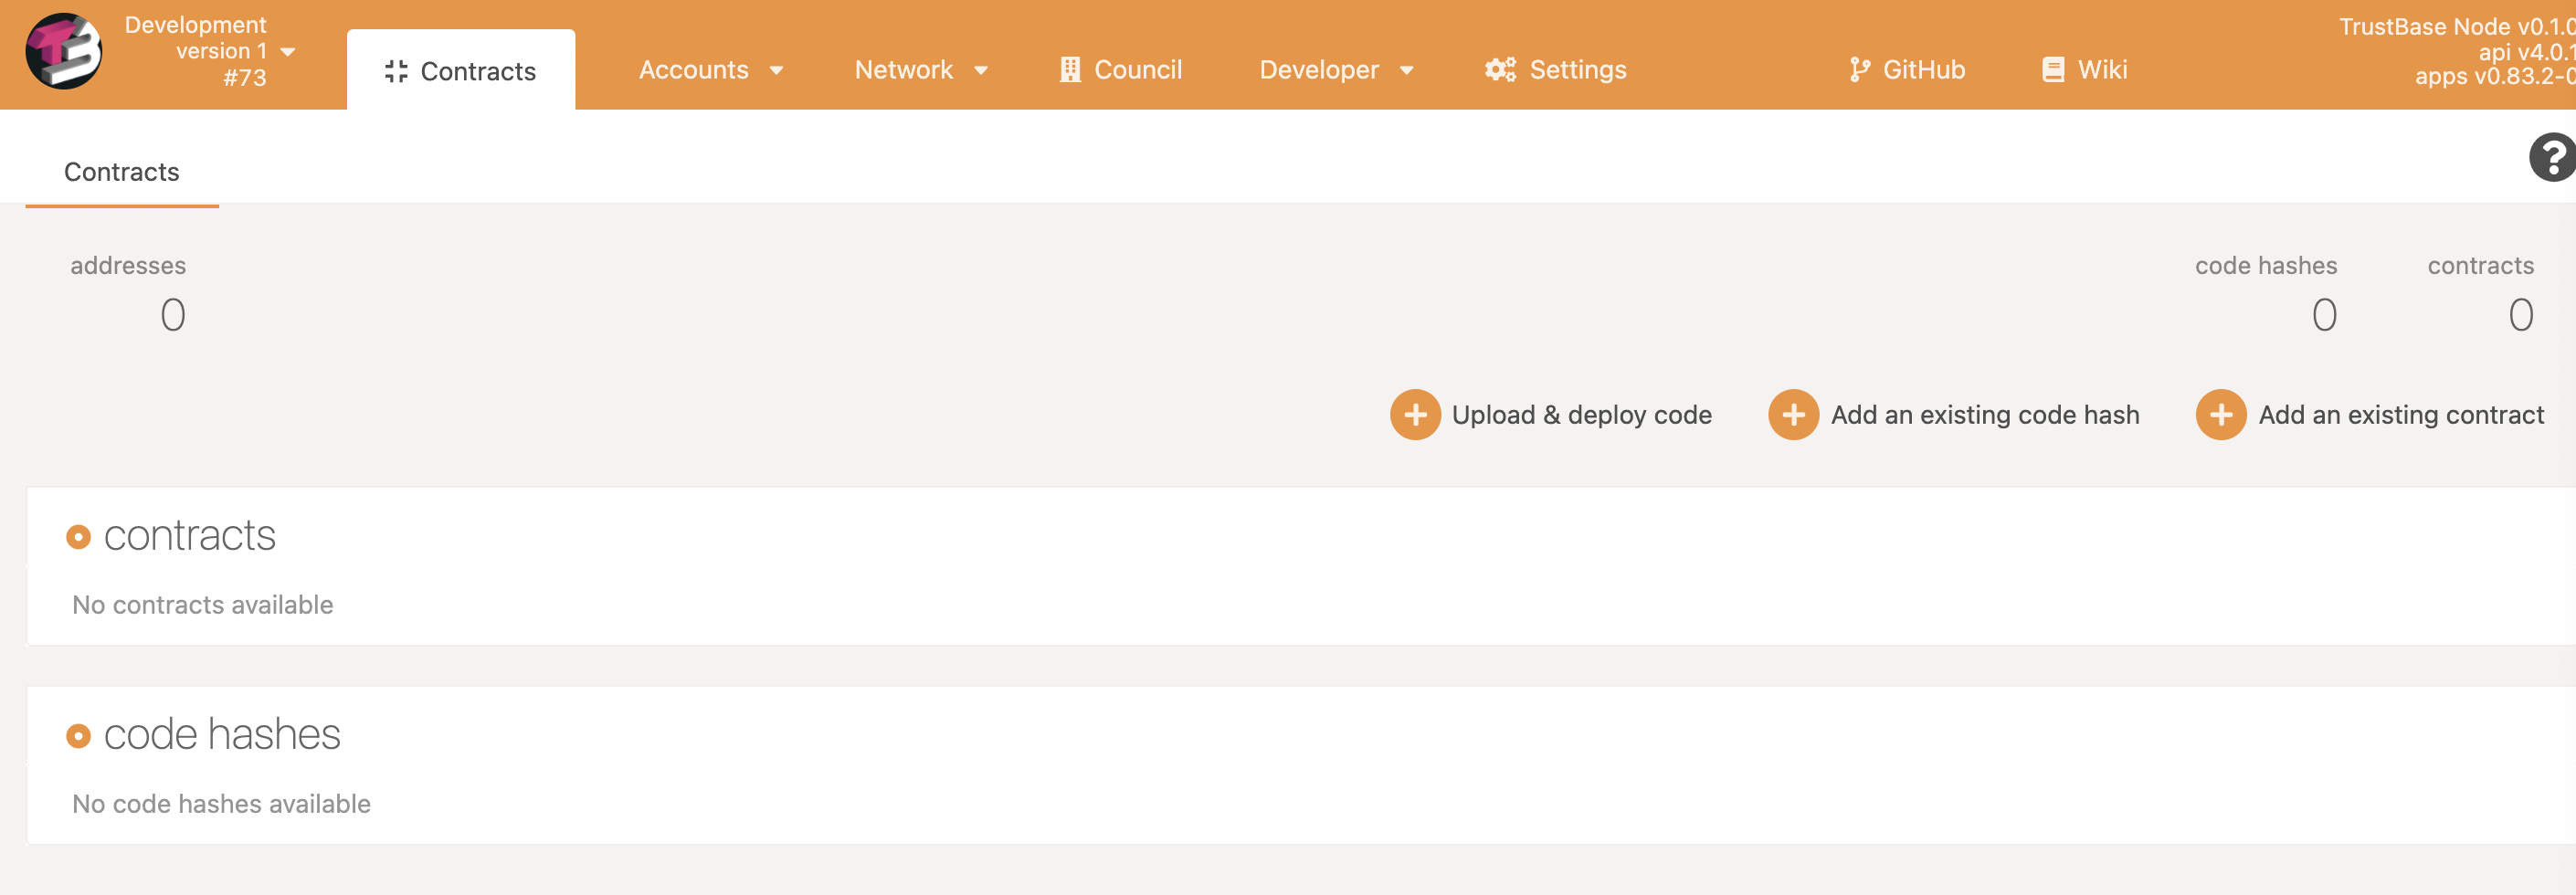 Development
version 1
#73
Contracts
Accounts
Network
Council
Developer
Settings
GitHub
Wiki
TrustBase Node v0.1.0
api v4.0.1
apps v0.83.2-0
Contracts
addresses
0
code hashes
0
contracts
0
Upload & deploy code
Add an existing code hash
Add an existing contract
contracts
No contracts available
code hashes
No code hashes available